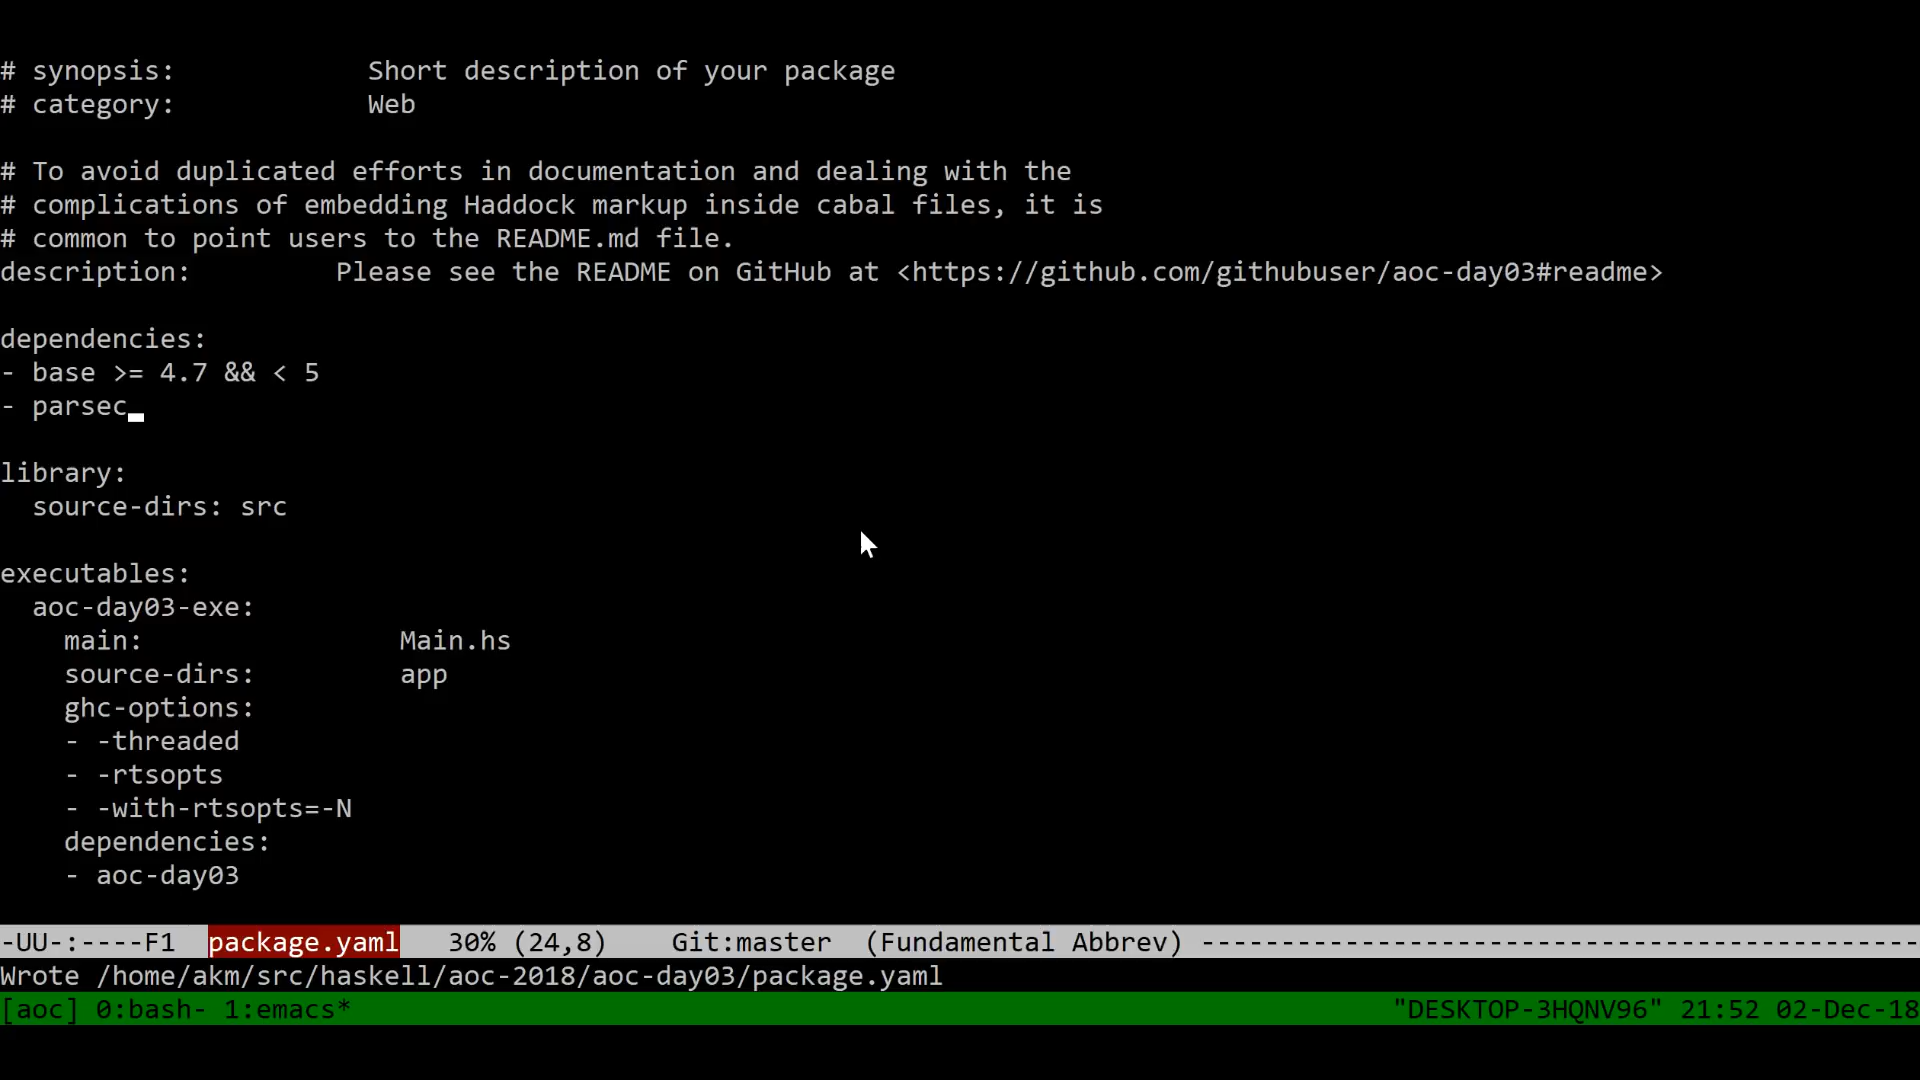 # synopsis:            Short description of your package
# category:            Web
# To avoid duplicated efforts in documentation and dealing with the
# complications of embedding Haddock markup inside cabal files, it is
# common to point users to the README.md file.
description:         Please see the README on GitHub at <https://github.com/githubuser/aoc-day03#readme>
dependencies:
- base >= 4.7 && < 5
- parsec
library:
  source-dirs: src
executables:
  aoc-day03-exe:
    main:                Main.hs
    source-dirs:         app
    ghc-options:
    - -threaded
    - -rtsopts
    - -with-rtsopts=-N
    dependencies:
    - aoc-day03
-UU-:----F1  package.yaml   30% (24,8)    Git:master  (Fundamental Abbrev) ---------------------------------------------
Wrote /home/akm/src/haskell/aoc-2018/aoc-day03/package.yaml
[aoc] 0:bash- 1:emacs*                                                                 "DESKTOP-3HQNV96" 21:52 02-Dec-18